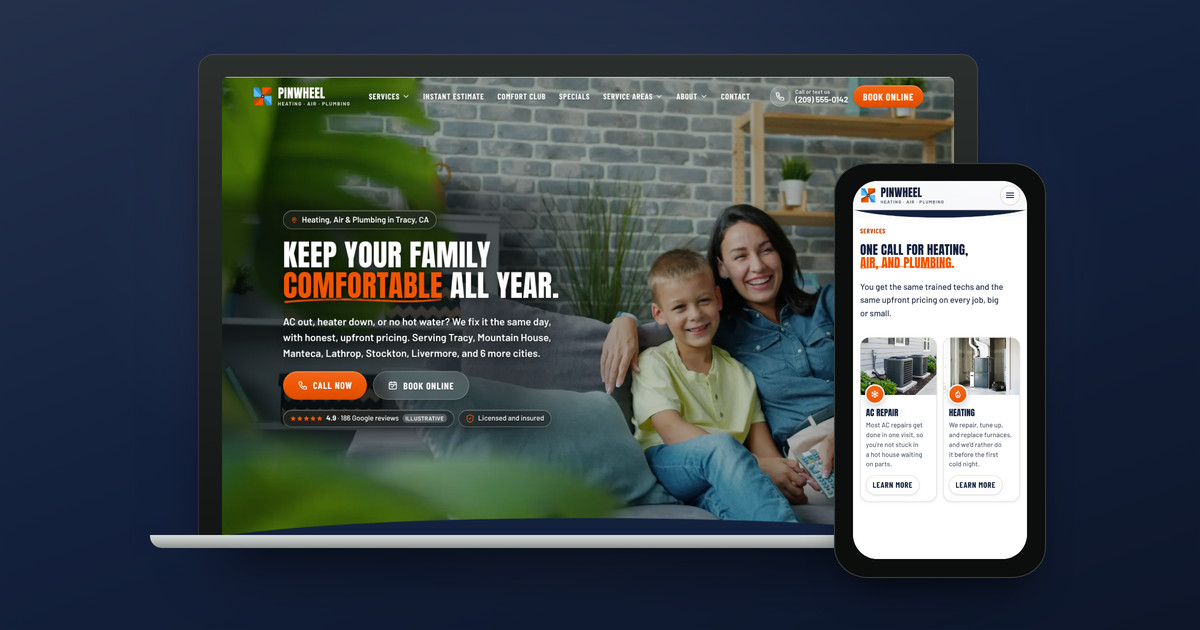 PINWHEEL
HEATING · AIR · PLUMBING
SERVICES
INSTANT ESTIMATE
COMFORT CLUB
SPECIALS
SERVICE AREAS
ABOUT
CONTACT
Call or text us
(209) 555-0142
BOOK ONLINE
Heating, Air & Plumbing in Tracy, CA
KEEP YOUR FAMILY
COMFORTABLE ALL YEAR.
AC out, heater down, or no hot water? We fix it the same day,
with honest, upfront pricing. Serving Tracy, Mountain House,
Manteca, Lathrop, Stockton, Livermore, and 6 more cities.
CALL NOW
BOOK ONLINE
4.9 · 186 Google reviews ILLUSTRATIVE
Licensed and insured
PINWHEEL
HEATING · AIR · PLUMBING
SERVICES
ONE CALL FOR HEATING,
AIR, AND PLUMBING.
You get the same trained techs and the
same upfront pricing on every job, big
or small.
AC REPAIR
Most AC repairs get
done in one visit, so
you're not stuck in
a hot house waiting
on parts.
LEARN MORE
HEATING
We repair, tune up,
and replace furnaces,
and we'd rather do
it before the first
cold night.
LEARN MORE